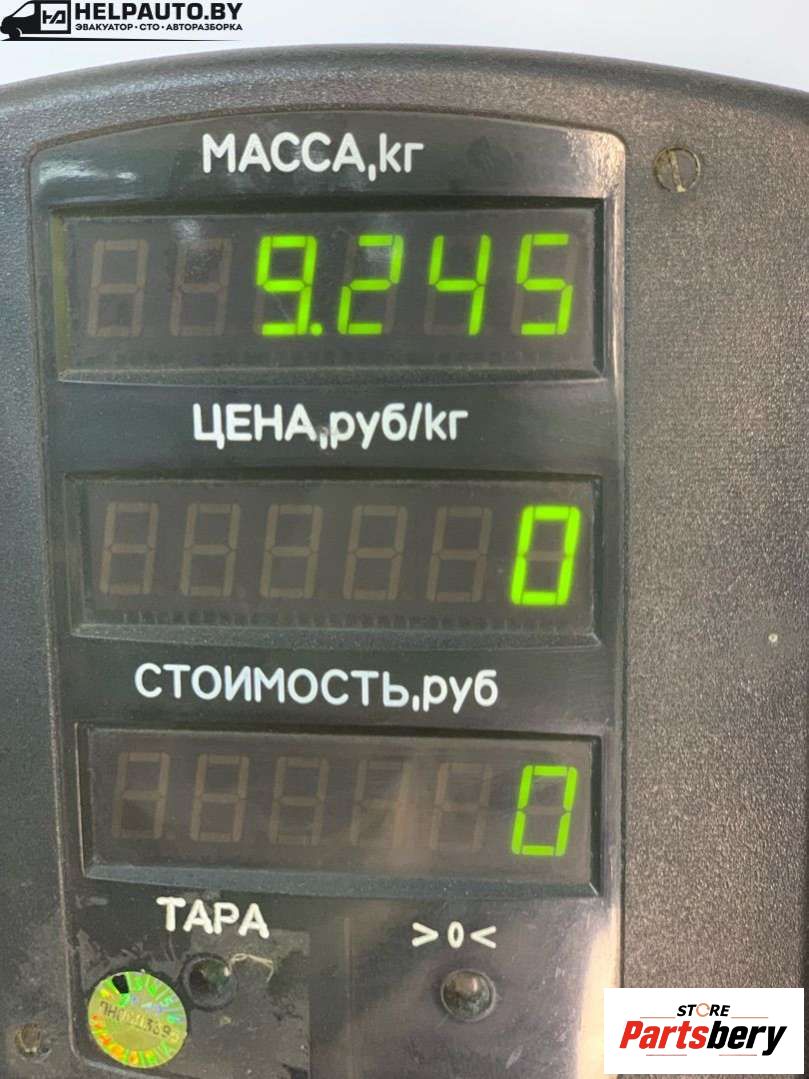 HELPAUTO.BY
ЭВАКУАТОР·СТО·АВТОРАЗБОРКА
МАССА,кг
9.245
ЦЕНА,руб/кг
0
СТОИМОСТЬ,руб
0
ТАРА
>0<
STORE
Partsbery